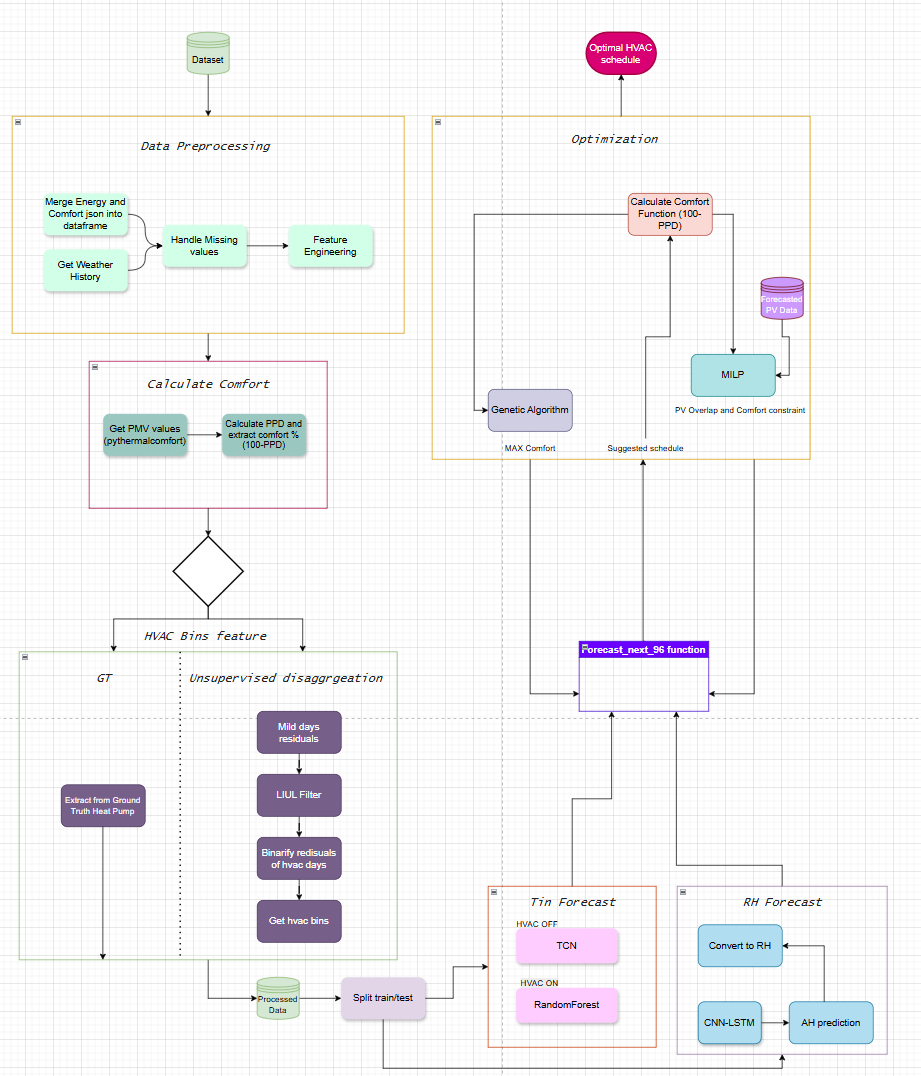 Dataset
Data Preprocessing
Merge Energy and
Comfort json into
dataframe
Get Weather
History
Handle Missing
values
Feature
Engineering
Calculate Comfort
Get PMV values
(pythermalcomfort)
Calculate PPD and
extract comfort %
(100-PPD)
HVAC Bins feature
GT
Extract from Ground
Truth Heat Pump
Unsupervised disaggrgeation
Mild days
residuals
LIUL Filter
Binarify redisuals
of hvac days
Get hvac bins
Processed
Data
Split train/test
Optimal HVAC
schedule
Optimization
Calculate Comfort
Function (100-
PPD)
Forecasted
PV Data
MILP
PV Overlap and Comfort constraint
Genetic Algorithm
MAX Comfort
Suggested schedule
Forecast_next_96 function
Tin Forecast
HVAC OFF
TCN
HVAC ON
RandomForest
RH Forecast
Convert to RH
CNN-LSTM
AH prediction